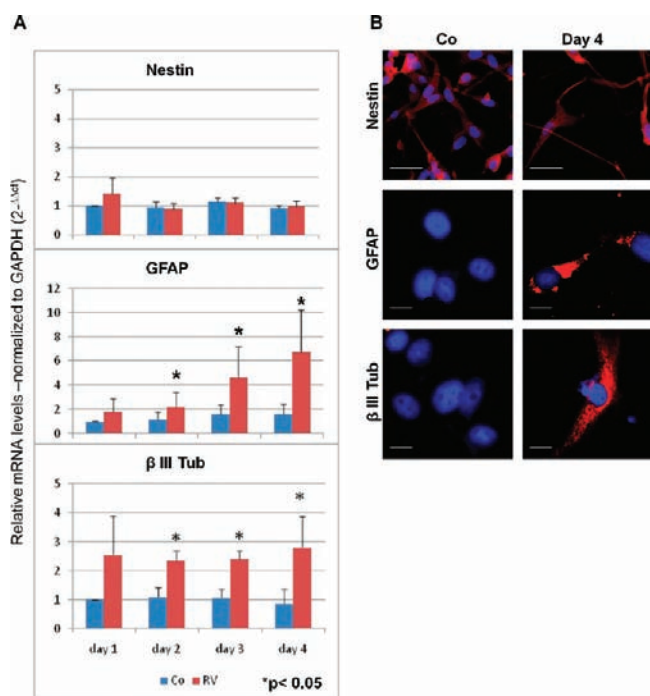 A
Relative mRNA levels –normalized to GAPDH (2-ΔΔct)
Nestin
5
4
3
2
1
0
GFAP
12
10
8
6
4
2
0
*
*
*
β III Tub
5
4
3
2
1
0
*
*
*
day 1 day 2 day 3 day 4
Co RV *p< 0.05
B
Co Day 4
Nestin
GFAP
β III Tub